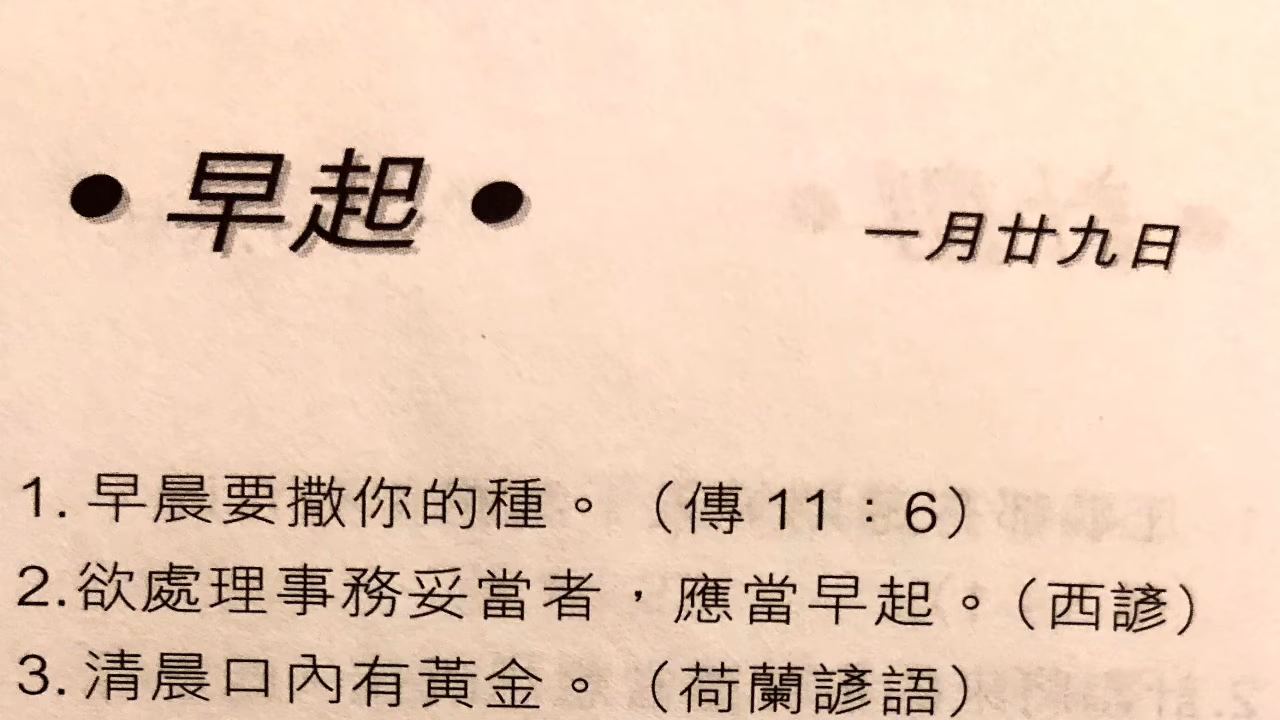 • 早起 •
一月廿九日
1. 早晨要撒你的種。（傳 11：6）
2.欲處理事務妥當者，應當早起。（西諺）
3. 清晨口內有黃金。（荷蘭諺語）